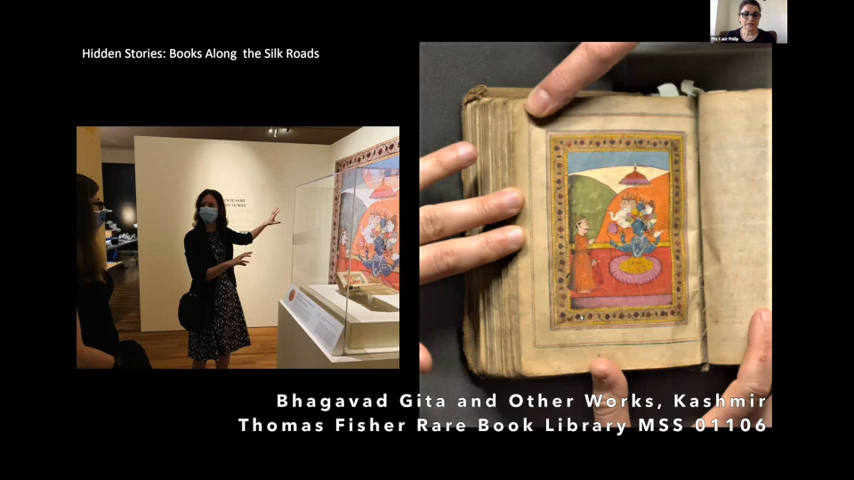 Hidden Stories: Books Along the Silk Roads
Bhagavad Gita and Other Works, Kashmir
Thomas Fisher Rare Book Library MSS 01106